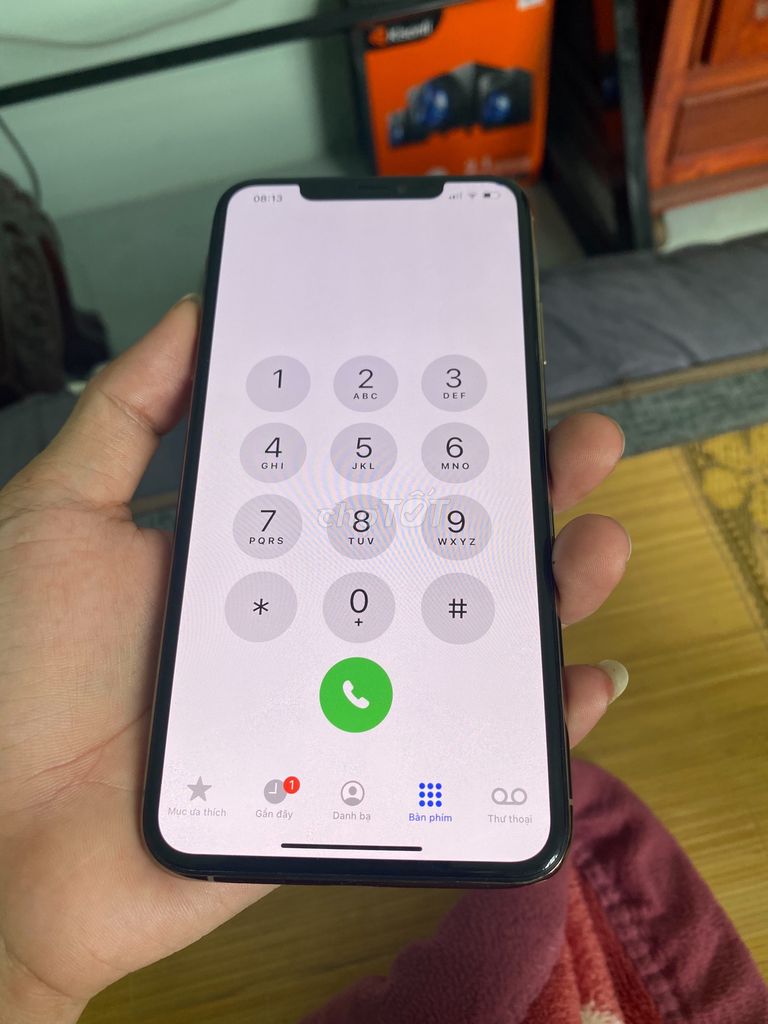 Kisonli
08:13
1
2
ABC
3
DEF
4
GHI
5
JKL
6
MNO
7
PQRS
8
TUV
9
WXYZ
chợTỐT
*
0
+
#
1
Mục ưa thích
Gần đây
Danh bạ
Bàn phím
Thư thoại